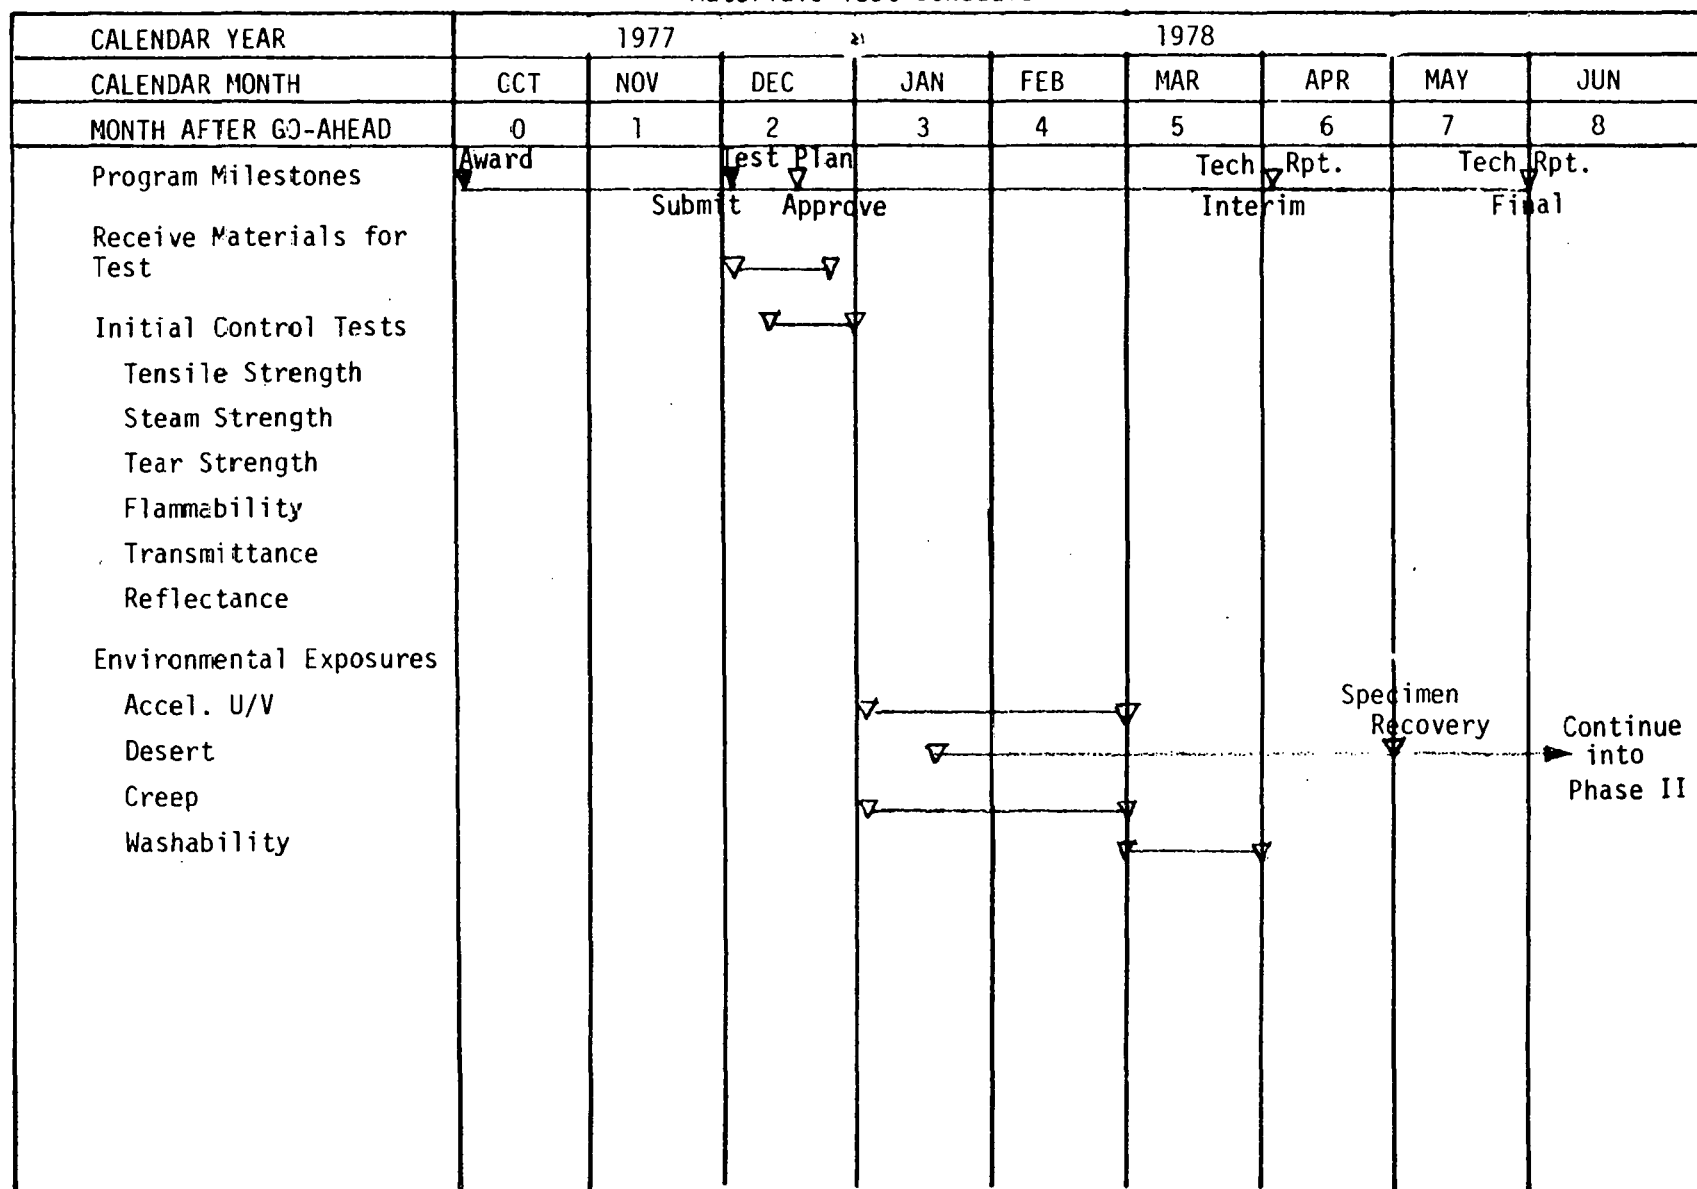 CALENDAR YEAR 1977 1978
CALENDAR MONTH CCT NOV DEC JAN FEB MAR APR MAY JUN
MONTH AFTER GO-AHEAD 0 1 2 3 4 5 6 7 8
Award Test Plan Tech Rpt. Tech Rpt.
Program Milestones
Submit Approve Interim Final
Receive Materials for
Test
Initial Control Tests
Tensile Strength
Steam Strength
Tear Strength
Flammability
Transmittance
Reflectance
Environmental Exposures
Accel. U/V
Specimen
Recovery
Desert
Continue
into
Phase II
Creep
Washability